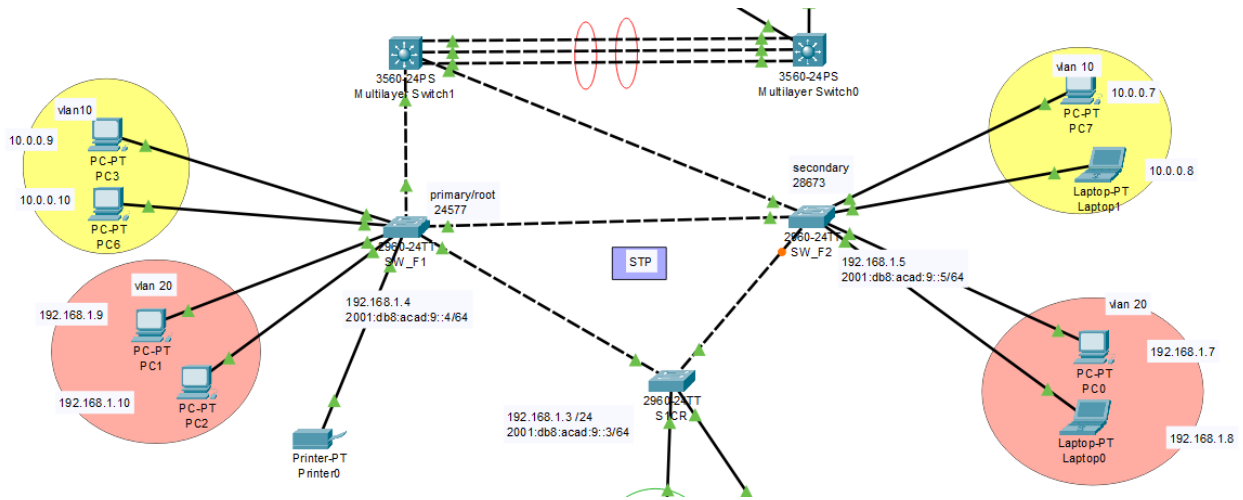 3560-24PS
Multilayer Switch1
3560-24PS
Multilayer Switch0
vlan10
10.0.0.9
PC-PT
PC3
10.0.0.10
PC-PT
PC6
primary/root
24577
2960-24TT
SW_F1
secondary
28673
2960-24TT
SW_F2
vlan 10
10.0.0.7
PC-PT
PC7
10.0.0.8
Laptop-PT
Laptop1
STP
vlan 20
192.168.1.9
PC-PT
PC1
192.168.1.10
PC-PT
PC2
192.168.1.4
2001:db8:acad:9::4/64
Printer-PT
Printer0
192.168.1.5
2001:db8:acad:9::5/64
2960-24TT
S1CR
192.168.1.3 /24
2001:db8:acad:9::3/64
vlan 20
192.168.1.7
PC-PT
PC0
Laptop-PT
Laptop0
192.168.1.8